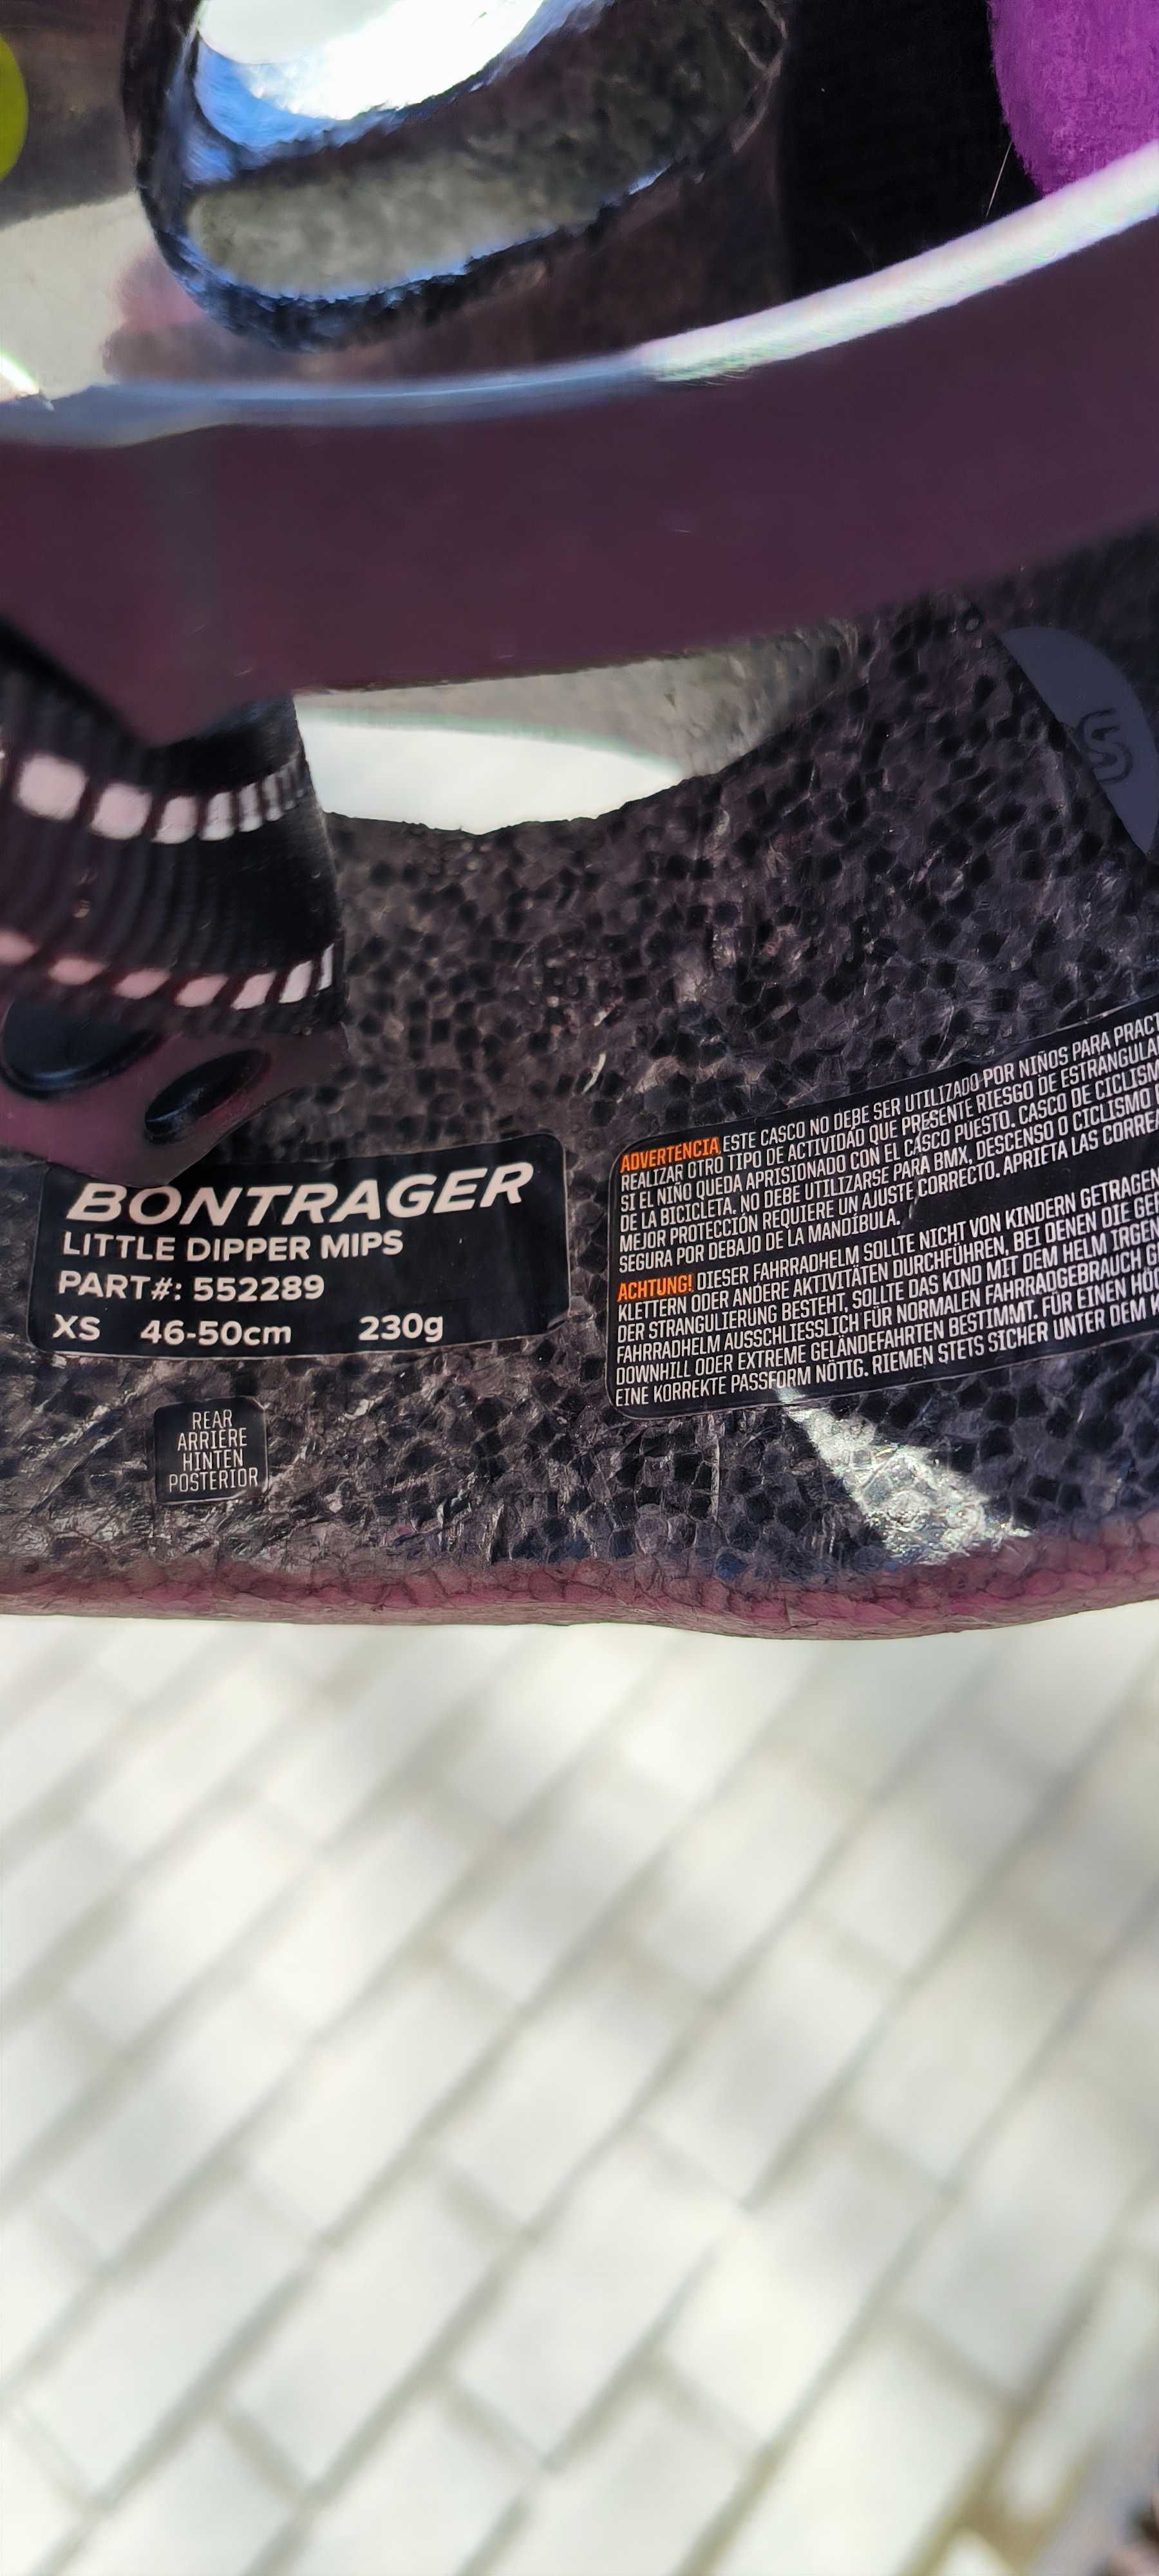 BONTRAGER
LITTLE DIPPER MIPS
PART#: 552289
XS 46-50cm 230g
REAR
ARRIERE
HINTEN
POSTERIOR
ADVERTENCIA ESTE CASCO NO DEBE SER UTILIZADO POR NIÑOS PARA
REALIZAR OTRO TIPO DE ACTIVIDAD QUE PRESENTE RIESGO DE
SI EL NIÑO QUEDA APRISIONADO CON EL CASCO PUESTO. CASCO DE
DE LA BICICLETA. NO DEBE UTILIZARSE PARA BMX, DESCENSO O CICLISMO
MEJOR PROTECCIÓN REQUIERE UN AJUSTE CORRECTO. APRIETA LAS
SEGURA POR DEBAJO DE LA MANDÍBULA.
ACHTUNG! DIESER FAHRRADHELM SOLLTE NICHT VON KINDERN GETRAGEN
KLETTERN ODER ANDERE AKTIVITÄTEN DURCHFÜHREN, BEI DENEN DIE
DER STRANGULIERUNG BESTEHT, SOLLTE DAS KIND MIT DEM HELM
FAHRRADHELM AUSSCHLIESSLICH FÜR NORMALEN FAHRRADGEBRAUCH
DOWNHILL ODER EXTREME GELÄNDEFAHRTEN BESTIMMT. FÜR EINEN
EINE KORREKTE PASSFORM NÖTIG. RIEMEN STETS SICHER UNTER DEM